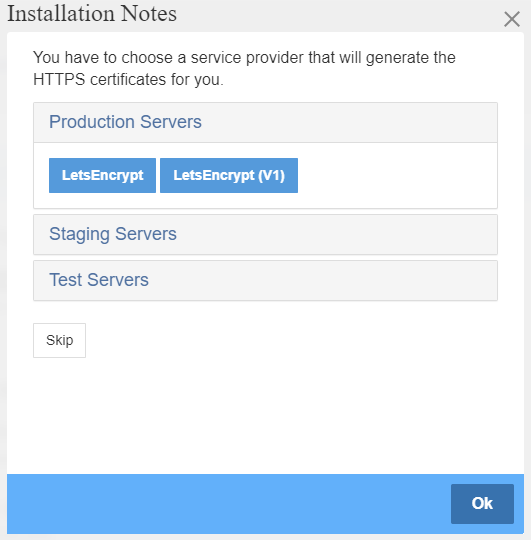 Installation Notes
You have to choose a service provider that will generate the
HTTPS certificates for you.
Production Servers
LetsEncrypt LetsEncrypt (V1)
Staging Servers
Test Servers
Skip
Ok